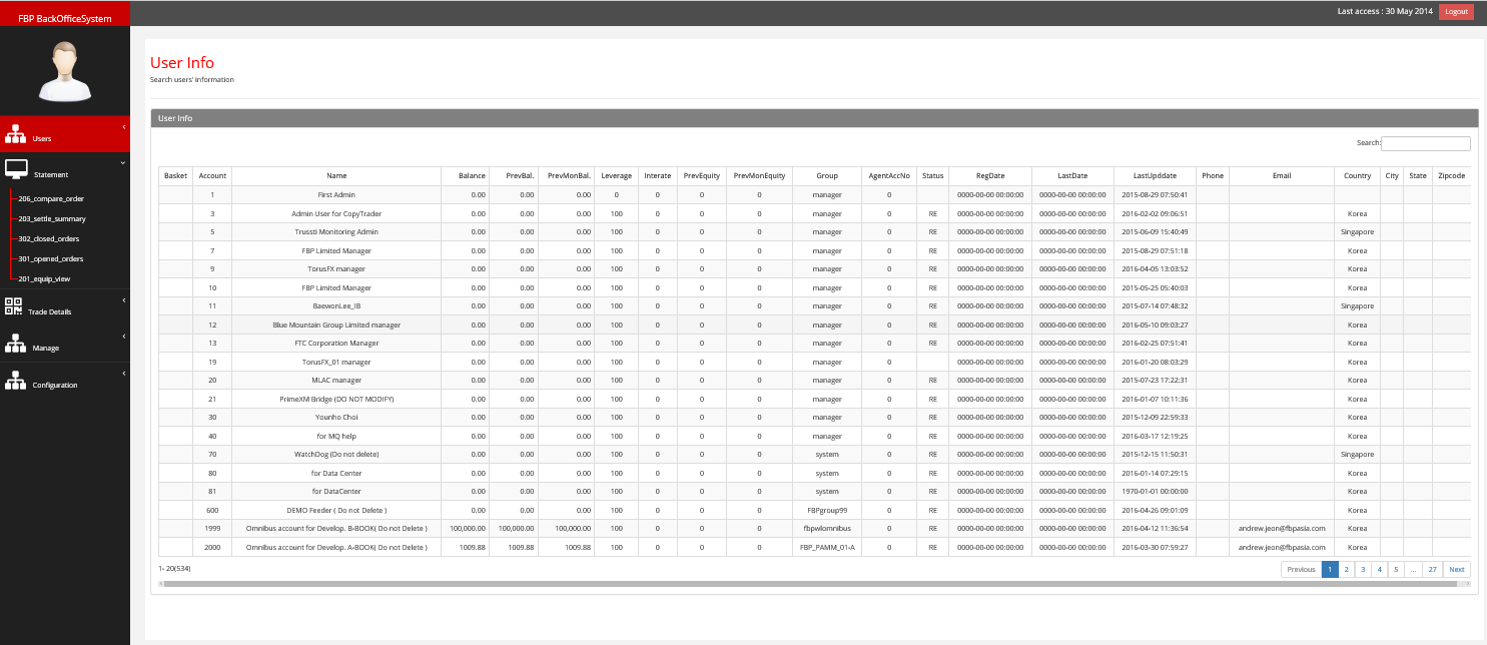 FBP BackOfficeSystem
Last access : 30 May 2014 Logout
Users
Statement
206_compare_order
203_settle_summary
302_closed_orders
301_opened_orders
201_equip_view
Trade Details
Manage
Configuration
User Info
Search users' information
User Info
Search:
Basket Account Name Balance PrevBal. PrevMonBal. Leverage Interate PrevEquity PrevMonEquity Group AgentAccNo Status RegDate LastDate LastUpddate Phone Email Country City State Zipcode
1 First Admin 0.00 0.00 0.00 0 0 0 0 manager 0 0000-00-00 00:00:00 0000-00-00 00:00:00 2015-08-29 07:50:41
3 Admin User for CopyTrader 0.00 0.00 0.00 100 0 0 0 manager 0 RE 0000-00-00 00:00:00 0000-00-00 00:00:00 2016-02-02 09:06:51 Korea
5 Trussti Monitoring Admin 0.00 0.00 0.00 100 0 0 0 manager 0 RE 0000-00-00 00:00:00 0000-00-00 00:00:00 2015-06-09 15:40:49 Singapore
7 FBP Limited Manager 0.00 0.00 0.00 100 0 0 0 manager 0 RE 0000-00-00 00:00:00 0000-00-00 00:00:00 2015-08-29 07:51:18 Korea
9 TorusFX manager 0.00 0.00 0.00 100 0 0 0 manager 0 RE 0000-00-00 00:00:00 0000-00-00 00:00:00 2016-04-05 13:03:52 Korea
10 FBP Limited Manager 0.00 0.00 0.00 100 0 0 0 manager 0 RE 0000-00-00 00:00:00 0000-00-00 00:00:00 2015-05-25 05:40:03 Korea
11 BaewonLee_IB 0.00 0.00 0.00 100 0 0 0 manager 0 RE 0000-00-00 00:00:00 0000-00-00 00:00:00 2015-07-14 07:48:32 Singapore
12 Blue Mountain Group Limited manager 0.00 0.00 0.00 100 0 0 0 manager 0 RE 0000-00-00 00:00:00 0000-00-00 00:00:00 2016-05-10 09:03:27 Korea
13 FTC Corporation Manager 0.00 0.00 0.00 100 0 0 0 manager 0 RE 0000-00-00 00:00:00 0000-00-00 00:00:00 2016-02-25 07:51:41 Korea
19 TorusFX_01 manager 0.00 0.00 0.00 100 0 0 0 manager 0 0000-00-00 00:00:00 0000-00-00 00:00:00 2016-01-20 08:03:29 Korea
20 MLAC manager 0.00 0.00 0.00 100 0 0 0 manager 0 RE 0000-00-00 00:00:00 0000-00-00 00:00:00 2015-07-23 17:22:31 Korea
21 PrimeXM Bridge (DO NOT MODIFY) 0.00 0.00 0.00 100 0 0 0 manager 0 RE 0000-00-00 00:00:00 0000-00-00 00:00:00 2016-01-07 10:11:36 Korea
30 Younho Choi 0.00 0.00 0.00 100 0 0 0 manager 0 RE 0000-00-00 00:00:00 0000-00-00 00:00:00 2015-12-09 22:59:33 Korea
40 for MQ help 0.00 0.00 0.00 100 0 0 0 manager 0 RE 0000-00-00 00:00:00 0000-00-00 00:00:00 2016-03-17 12:19:25 Korea
70 WatchDog (Do not delete) 0.00 0.00 0.00 100 0 0 0 system 0 RE 0000-00-00 00:00:00 0000-00-00 00:00:00 2015-12-15 11:50:31 Singapore
80 for Data Center 0.00 0.00 0.00 100 0 0 0 system 0 RE 0000-00-00 00:00:00 0000-00-00 00:00:00 2016-01-14 07:29:15 Korea
81 for DataCenter 0.00 0.00 0.00 100 0 0 0 system 0 RE 0000-00-00 00:00:00 0000-00-00 00:00:00 1970-01-01 00:00:00 Korea
600 DEMO Feeder ( Do not Delete ) 0.00 0.00 0.00 100 0 0 0 FBPgroup99 0 0000-00-00 00:00:00 0000-00-00 00:00:00 2016-04-26 09:01:09 Korea
1999 Omnibus account for Develop. B-BOOK( Do not Delete ) 100,000.00 100,000.00 100,000.00 100 0 0 0 fbpwlomnibus 0 RE 0000-00-00 00:00:00 0000-00-00 00:00:00 2016-04-12 11:36:54 andrew.jeon@fbpasia.com Korea
2000 Omnibus account for Develop. A-BOOK( Do not Delete ) 1009.88 1009.88 1009.88 100 0 0 0 FBP_PAMM_01-A 0 RE 0000-00-00 00:00:00 0000-00-00 00:00:00 2016-03-30 07:59:27 andrew.jeon@fbpasia.com Korea
1- 20(534)
Previous 1 2 3 4 5 ... 27 Next